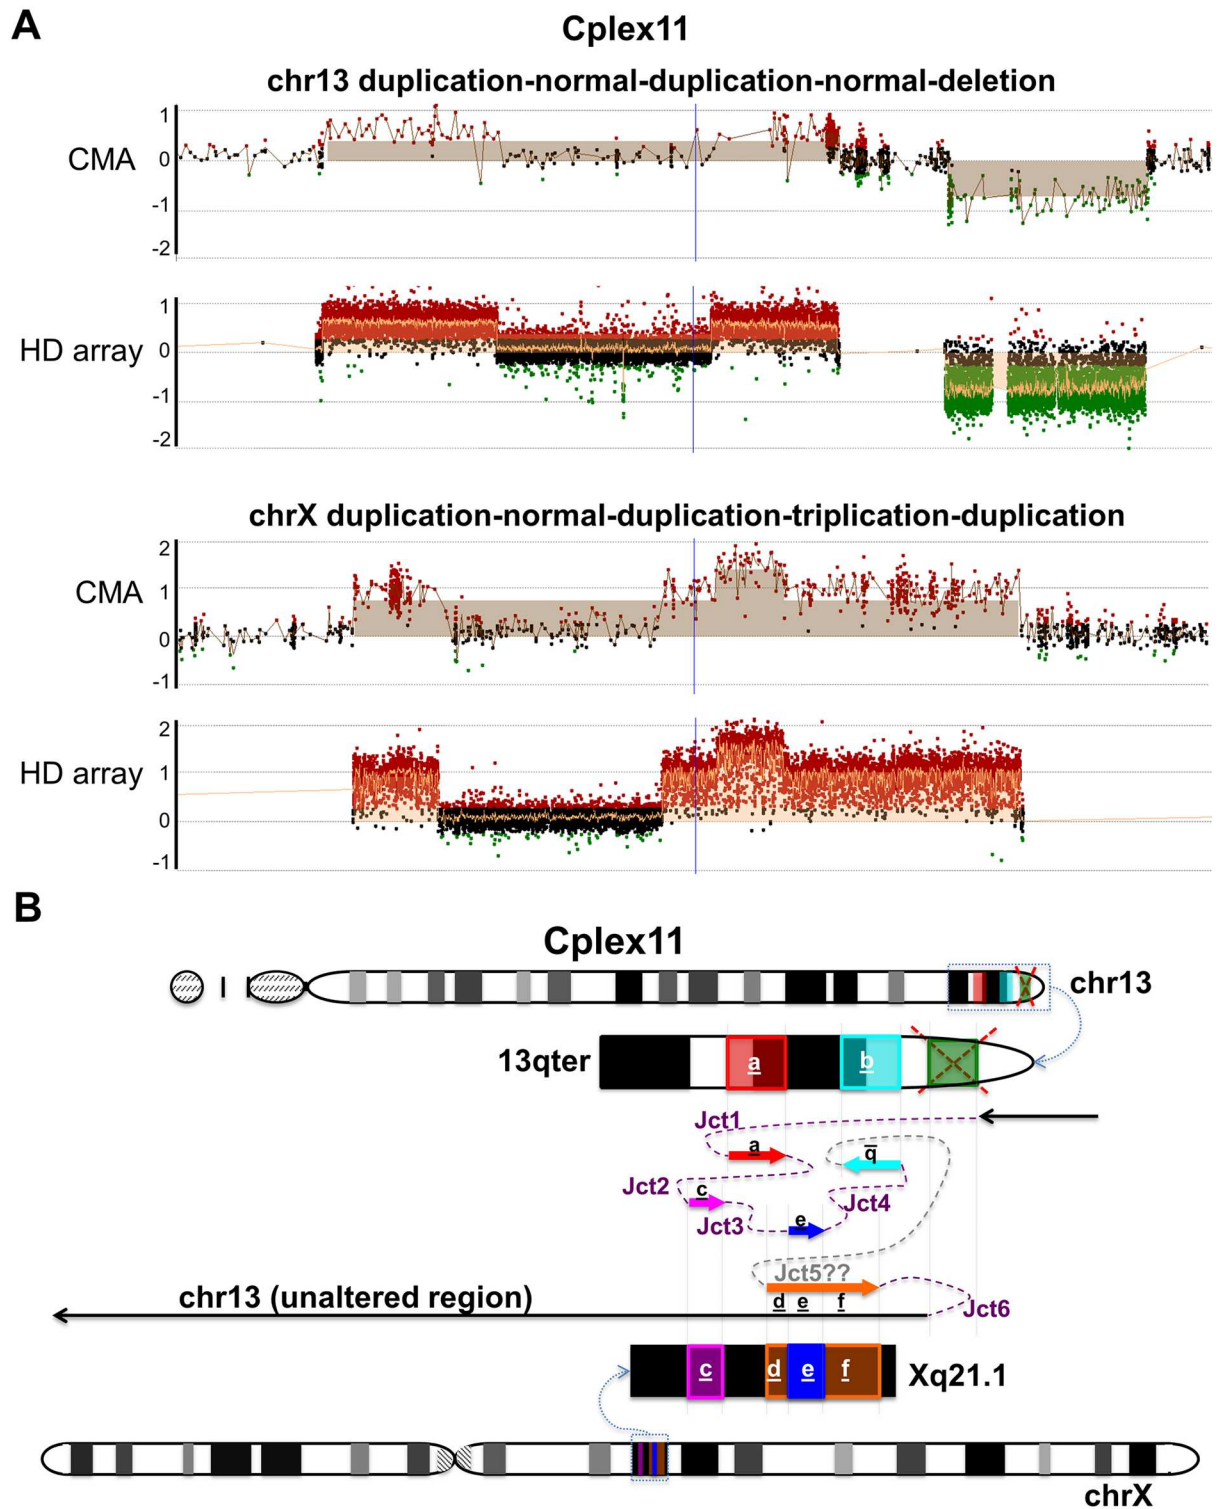 A
Cplex11
chr13 duplication-normal-duplication-normal-deletion
CMA
1
0
-1
-2
HD array
1
0
-1
-2
chrX duplication-normal-duplication-triplication-duplication
CMA
2
1
0
-1
HD array
2
1
0
-1
B
Cplex11
chr13
13qter
a
b
Jct1
a
q̅
Jct2
c
Jct4
Jct3
e
Jct5??
chr13 (unaltered region)
d e f
Jct6
c
d e f
Xq21.1
chrX